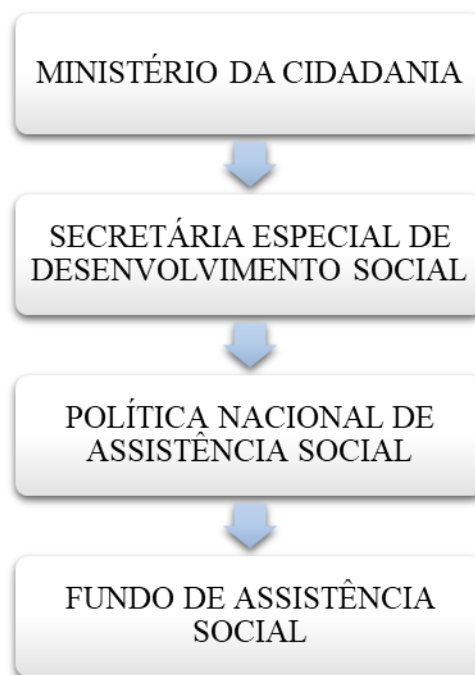 MINISTÉRIO DA CIDADANIA
SECRETÁRIA ESPECIAL DE
DESENVOLVIMENTO SOCIAL
POLÍTICA NACIONAL DE
ASSISTÊNCIA SOCIAL
FUNDO DE ASSISTÊNCIA
SOCIAL